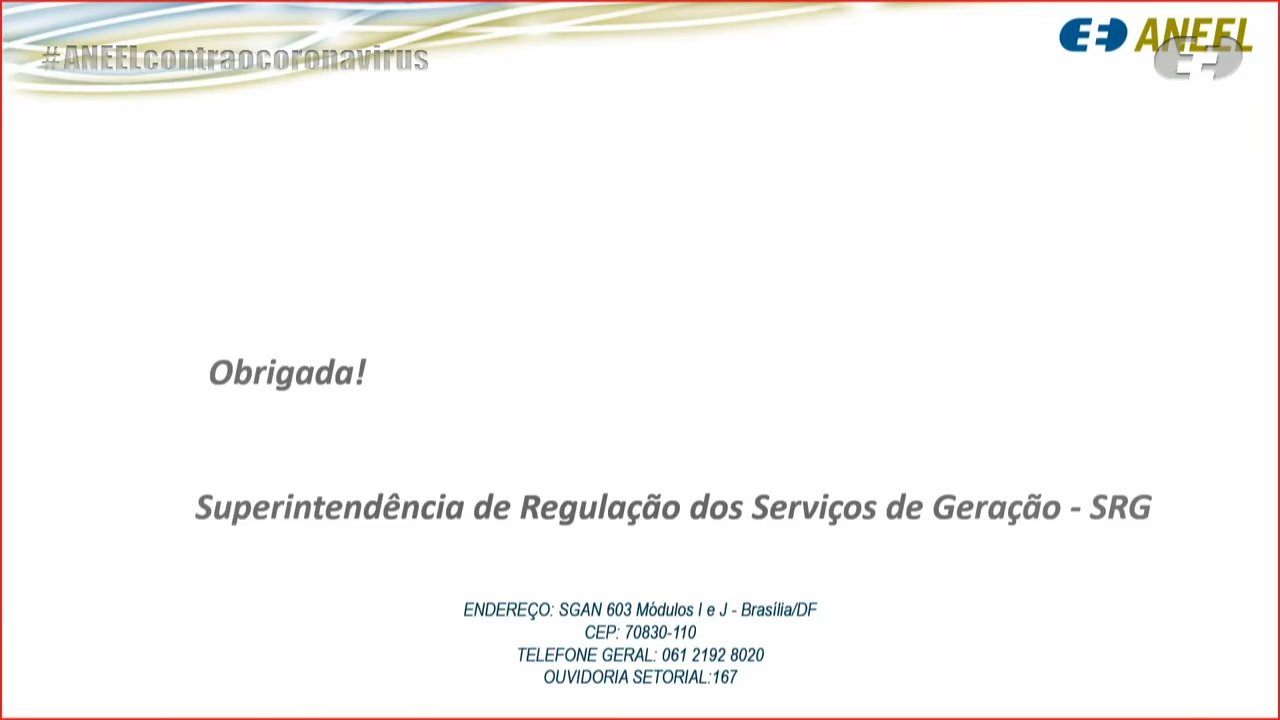 #ANEELcontraocoronavirus
ANEEL
Obrigada!
Superintendência de Regulação dos Serviços de Geração - SRG
ENDEREÇO: SGAN 603 Módulos I e J - Brasília/DF
CEP: 70830-110
TELEFONE GERAL: 061 2192 8020
OUVIDORIA SETORIAL:167